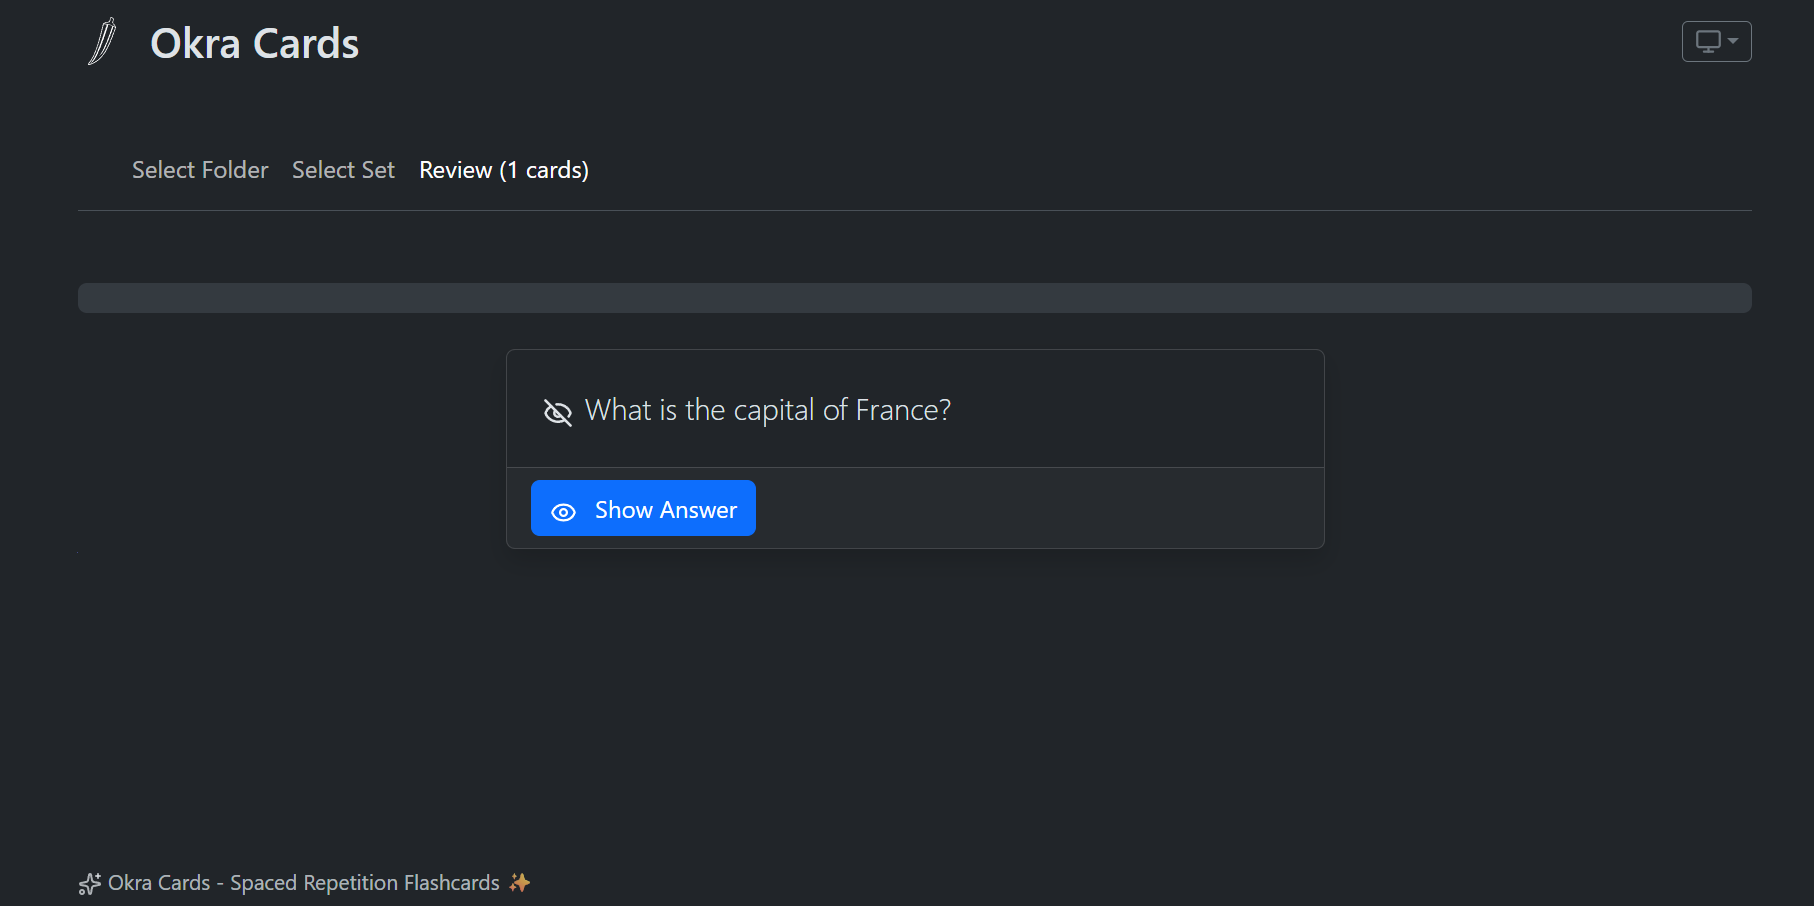 Okra Cards
Select Folder Select Set Review (1 cards)
What is the capital of France?
Show Answer
Okra Cards - Spaced Repetition Flashcards ✨